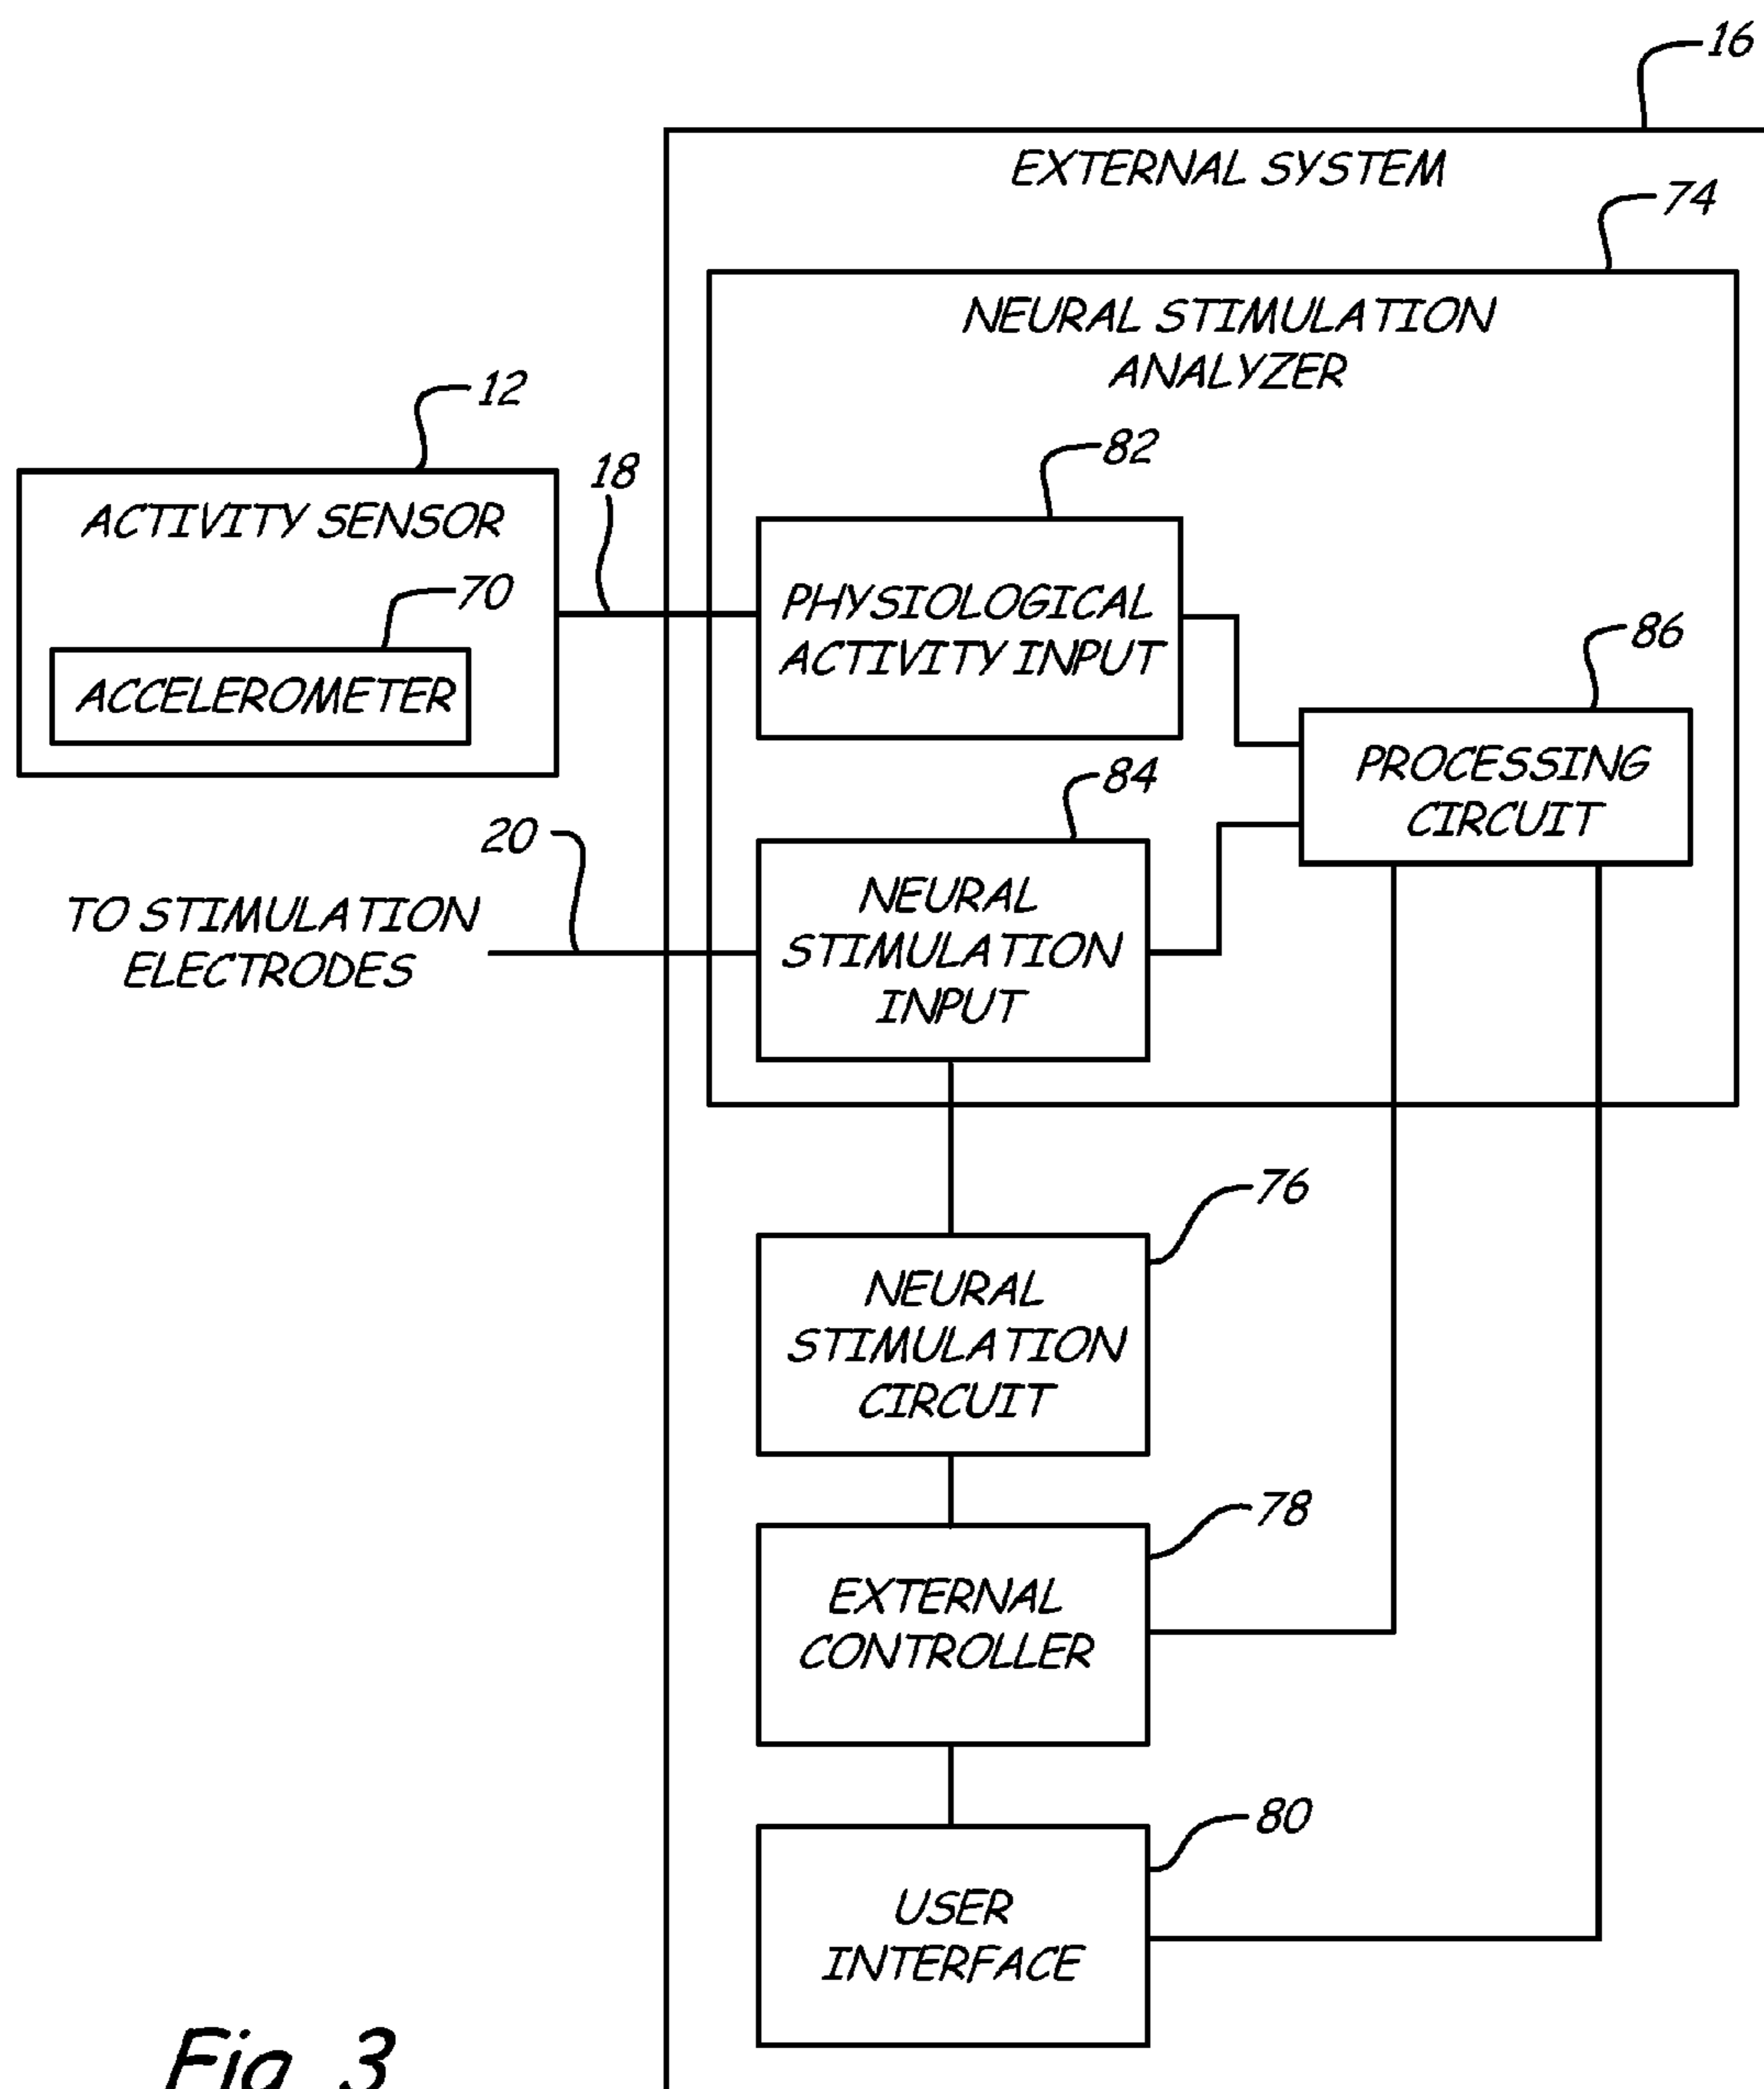 16
EXTERNAL SYSTEM
74
NEURAL STIMULATION
ANALYZER
12
ACTIVITY SENSOR
70
ACCELEROMETER
18
82
PHYSIOLOGICAL
ACTIVITY INPUT
86
PROCESSING
CIRCUIT
84
NEURAL
STIMULATION
INPUT
20
TO STIMULATION
ELECTRODES
76
NEURAL
STIMULATION
CIRCUIT
78
EXTERNAL
CONTROLLER
80
USER
INTERFACE
Fig. 3